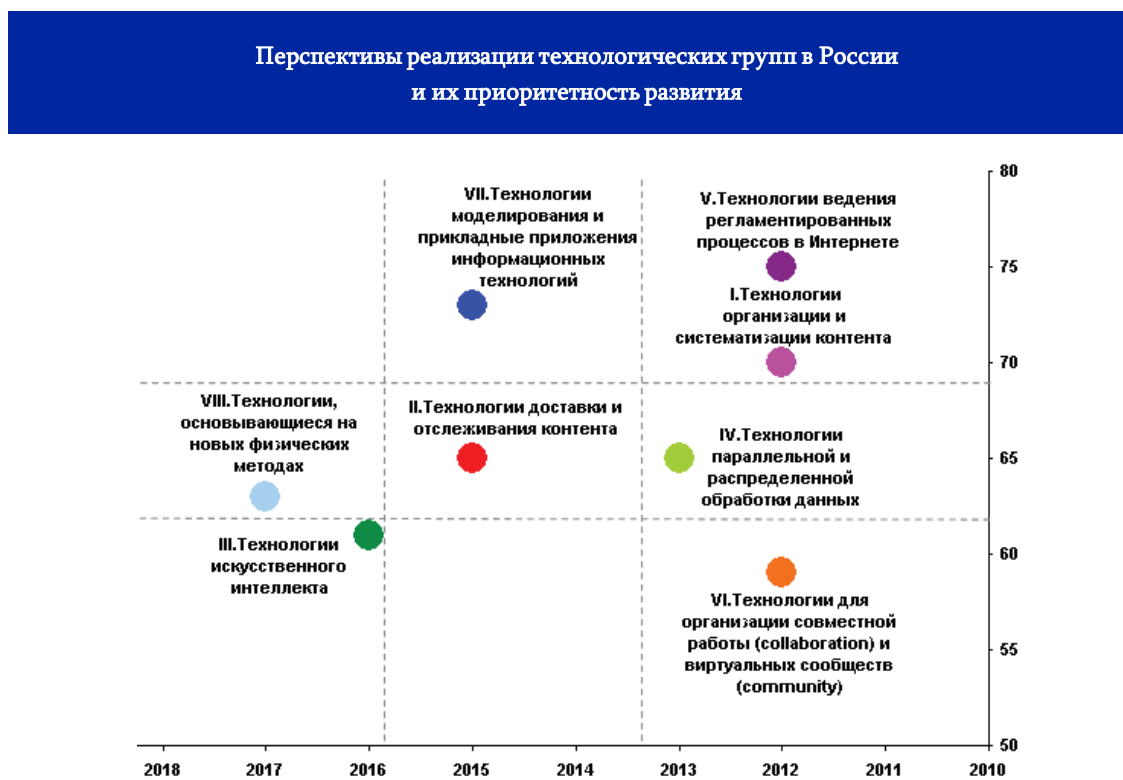 Перспективы реализации технологических групп в России
и их приоритетность развития
VII.Технологии
моделирования и
прикладные приложения
информационных
технологий
V.Технологии ведения
регламентированных
процессов в Интернете
I.Технологии
организации и
систематизации контента
VIII.Технологии,
основывающиеся на
новых физических
методах
II.Технологии доставки и
отслеживания контента
IV.Технологии
параллельной и
распределенной
обработки данных
III.Технологии
искусственного
интеллекта
VI.Технологии для
организации совместной
работы (collaboration) и
виртуальных сообществ
(community)
80
75
70
65
60
55
50
2018 2017 2016 2015 2014 2013 2012 2011 2010